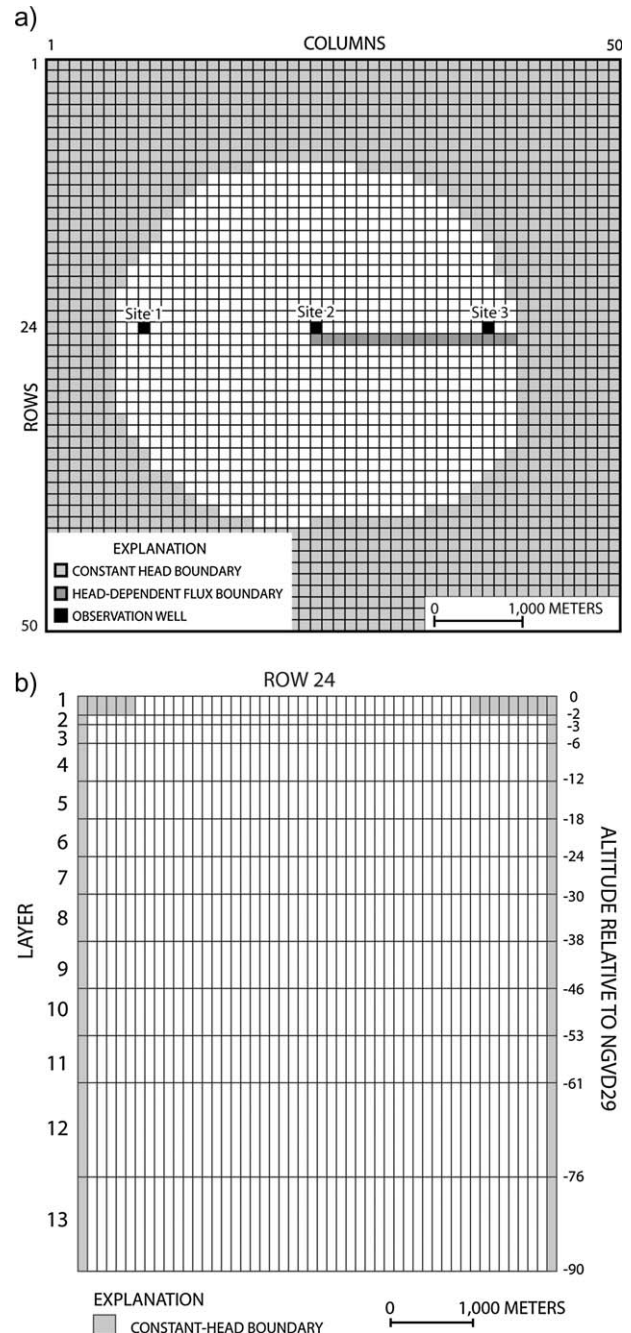 a)
COLUMNS
1 50
1
Site 1 Site 2 Site 3
24
ROWS
50
EXPLANATION
CONSTANT HEAD BOUNDARY
HEAD-DEPENDENT FLUX BOUNDARY
OBSERVATION WELL
0 1,000 METERS
b)
ROW 24
1 0
2 -2
3 -3
-6
4
-12
5
-18
6
-24
7
-30
8
-38
9
-46
10
-53
11
-61
12
-76
13
-90
LAYER
ALTITUDE RELATIVE TO NGVD29
EXPLANATION
CONSTANT-HEAD BOUNDARY
0 1,000 METERS